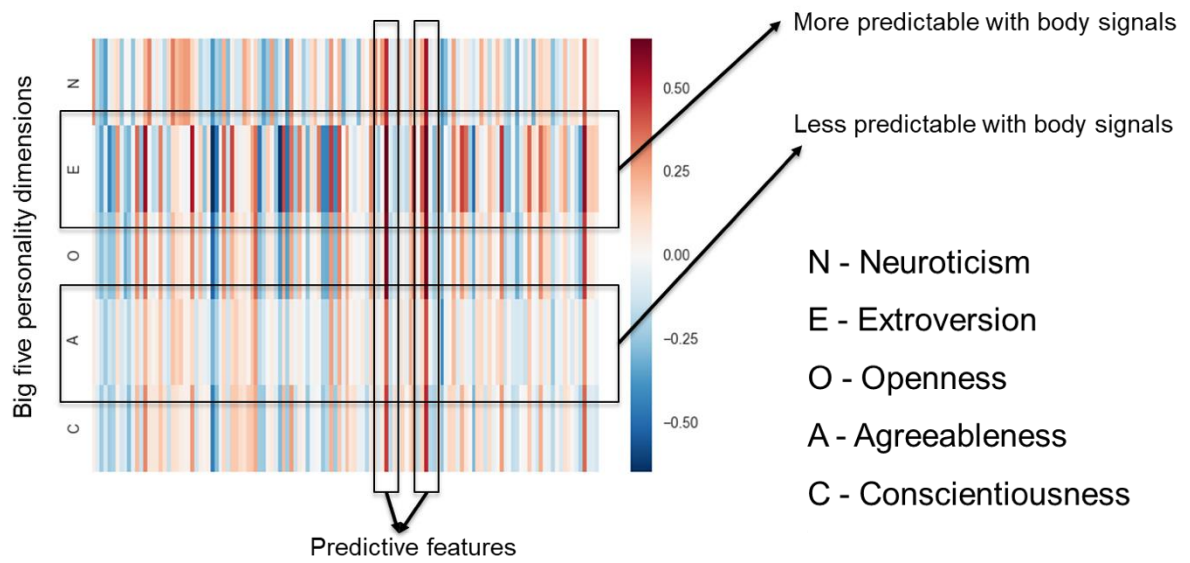 More predictable with body signals
Less predictable with body signals
Big five personality dimensions
N
E
O
A
C
0.50
0.25
0.00
−0.25
−0.50
N - Neuroticism
E - Extroversion
O - Openness
A - Agreeableness
C - Conscientiousness
Predictive features